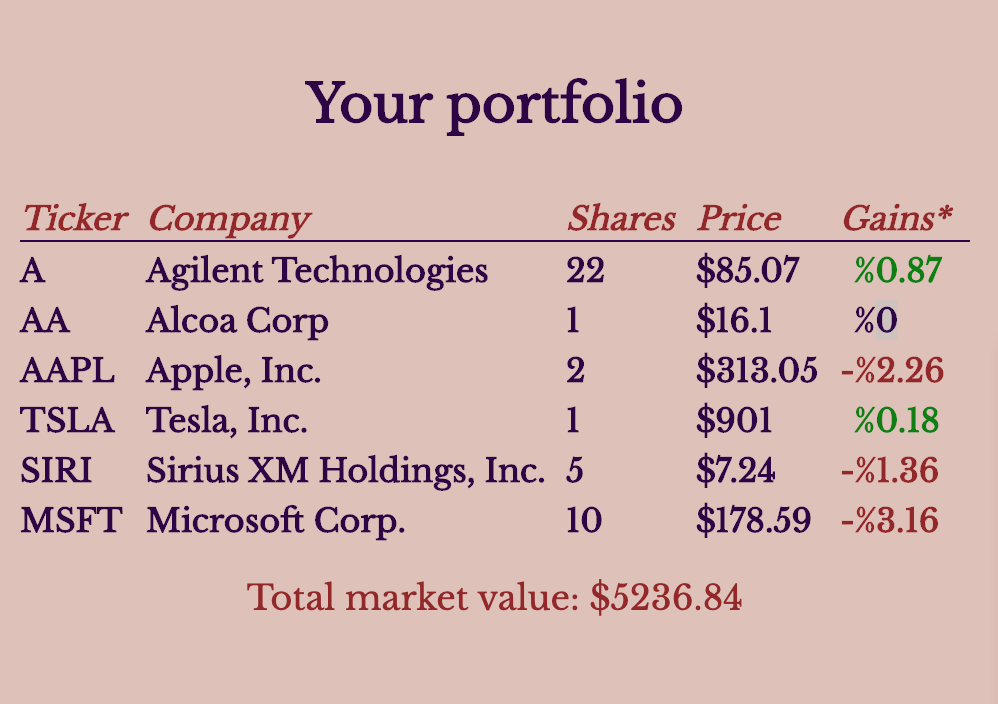 Your portfolio
Ticker Company Shares Price Gains*
A Agilent Technologies 22 $85.07 %0.87
AA Alcoa Corp 1 $16.1 %0
AAPL Apple, Inc. 2 $313.05 -%2.26
TSLA Tesla, Inc. 1 $901 %0.18
SIRI Sirius XM Holdings, Inc. 5 $7.24 -%1.36
MSFT Microsoft Corp. 10 $178.59 -%3.16
Total market value: $5236.84